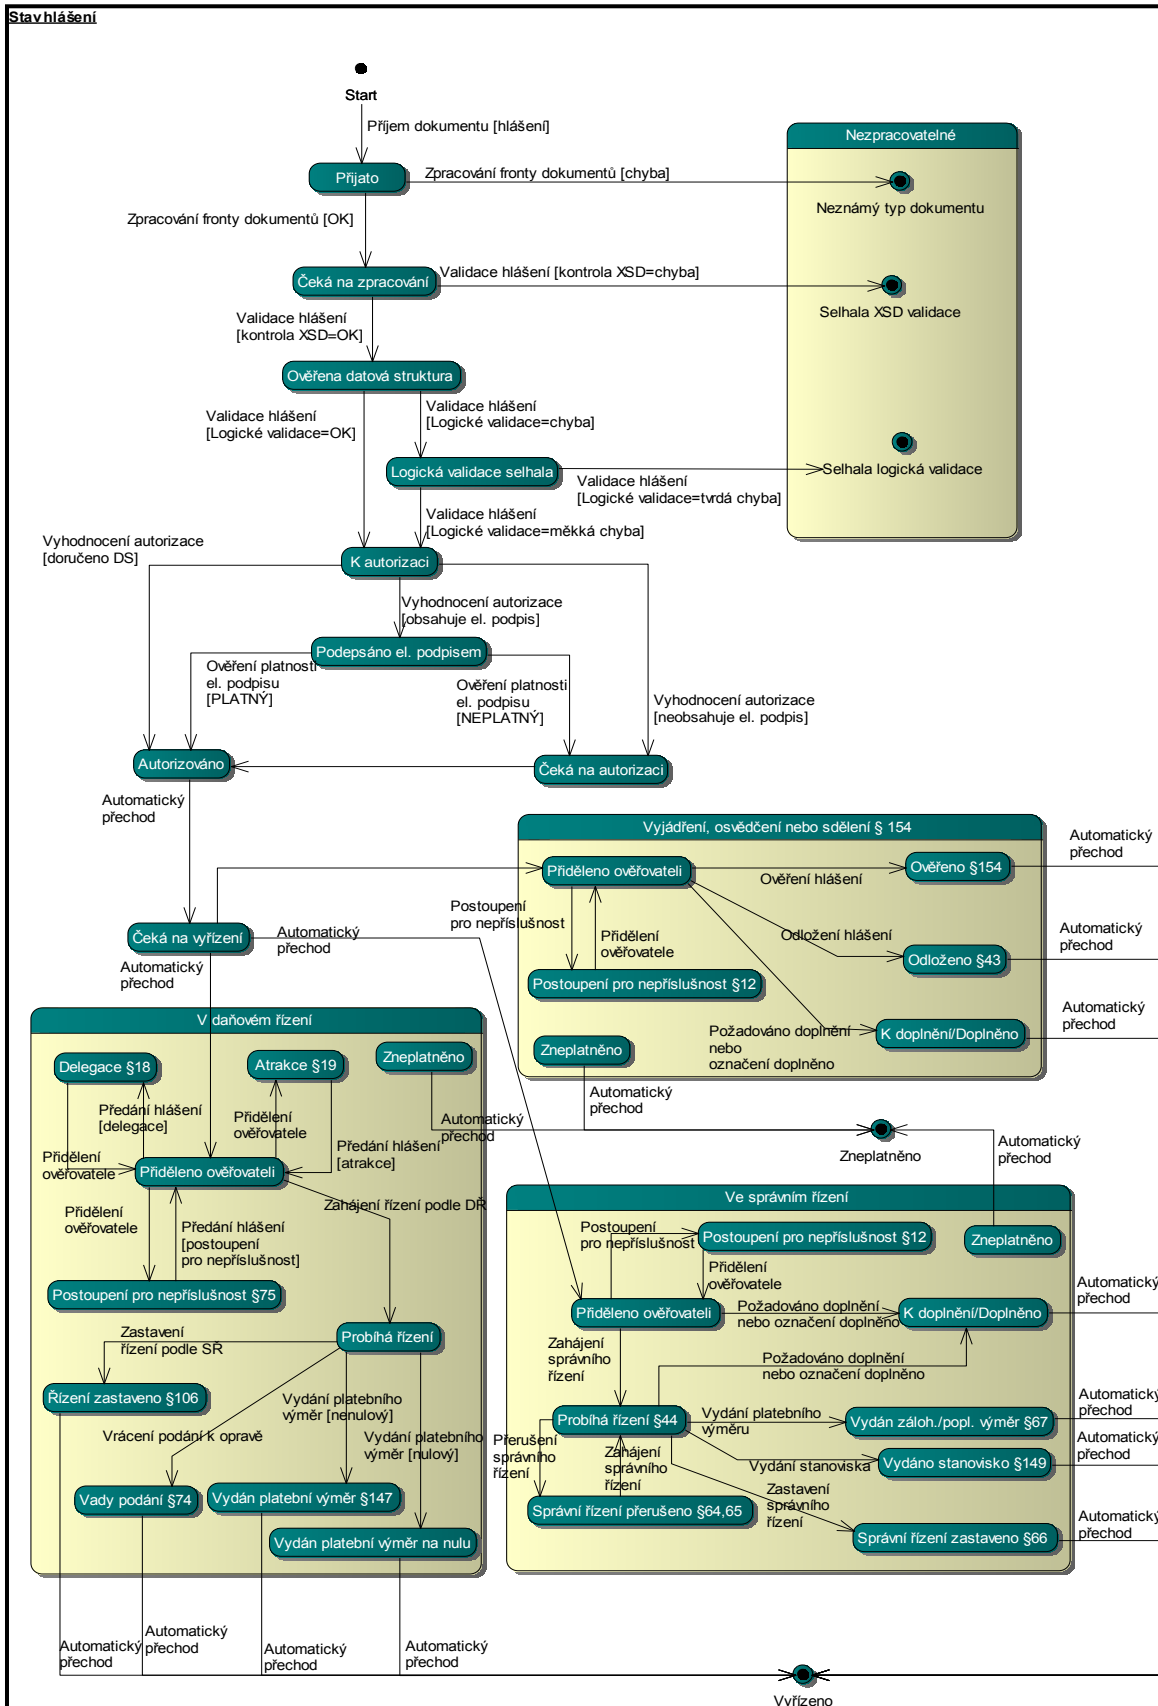 Stav hlášení
Start
Příjem dokumentu [hlášení]
Nezpracovatelné
Přijato
Zpracování fronty dokumentů [chyba]
Neznámý typ dokumentu
Zpracování fronty dokumentů [OK]
Čeká na zpracování
Validace hlášení [kontrola XSD=chyba]
Selhala XSD validace
Validace hlášení
[kontrola XSD=OK]
Ověřena datová struktura
Validace hlášení
[Logické validace=OK]
Validace hlášení
[Logické validace=chyba]
Logická validace selhala
Selhala logická validace
Validace hlášení
[Logické validace=tvrdá chyba]
Validace hlášení
[Logické validace=měkká chyba]
Vyhodnocení autorizace
[doručeno DS]
K autorizaci
Vyhodnocení autorizace
[obsahuje el. podpis]
Podepsáno el. podpisem
Ověření platnosti
el. podpisu
[PLATNÝ]
Ověření platnosti
el. podpisu
[NEPLATNÝ]
Vyhodnocení autorizace
[neobsahuje el. podpis]
Autorizováno
Čeká na autorizaci
Automatický
přechod
Vyjádření, osvědčení nebo sdělení § 154
Přiděleno ověřovateli
Ověření hlášení
Ověřeno §154
Automatický
přechod
Postoupení
pro nepříslušnost
Přidělení
ověřovatele
Odložení hlášení
Odloženo §43
Automatický
přechod
Postoupení pro nepříslušnost §12
Požadováno doplnění
nebo
označení doplněno
K doplnění/Doplněno
Automatický
přechod
Zneplatněno
Automatický
přechod
Čeká na vyřízení
Automatický
přechod
Automatický
přechod
V daňovém řízení
Delegace §18
Atrakce §19
Zneplatněno
Předání hlášení
[delegace]
Přidělení
ověřovatele
Automatický
přechod
Zneplatněno
Automatický
přechod
Přidělení
ověřovatele
Přiděleno ověřovateli
Předání hlášení
[atrakce]
Zahájení řízení podle DŘ
Přidělení
ověřovatele
Předání hlášení
[postoupení
pro nepříslušnost]
Postoupení pro nepříslušnost §75
Zastavení
řízení podle SŘ
Probíhá řízení
Řízení zastaveno §106
Vydání platebního
výměr [nenulový]
Vrácení podání k opravě
Vydání platebního
výměr [nulový]
Vady podání §74
Vydán platební výměr §147
Vydán platební výměr na nulu
Ve správním řízení
Postoupení
pro nepříslušnost
Postoupení pro nepříslušnost §12
Zneplatněno
Přidělení
ověřovatele
Přiděleno ověřovateli
Požadováno doplnění
nebo označení doplněno
K doplnění/Doplněno
Automatický
přechod
Zahájení
správního
řízení
Požadováno doplnění
nebo označení doplněno
Probíhá řízení §44
Vydání platebního
výměru
Vydán záloh./popl. výměr §67
Automatický
přechod
Přerušení
správního
řízení
Zahájení
správního
řízení
Vydání stanoviska
Vydáno stanovisko §149
Automatický
přechod
Zastavení
správního
řízení
Správní řízení přerušeno §64,65
Správní řízení zastaveno §66
Automatický
přechod
Automatický
přechod
Automatický
přechod
Automatický
přechod
Automatický
přechod
Vyřízeno